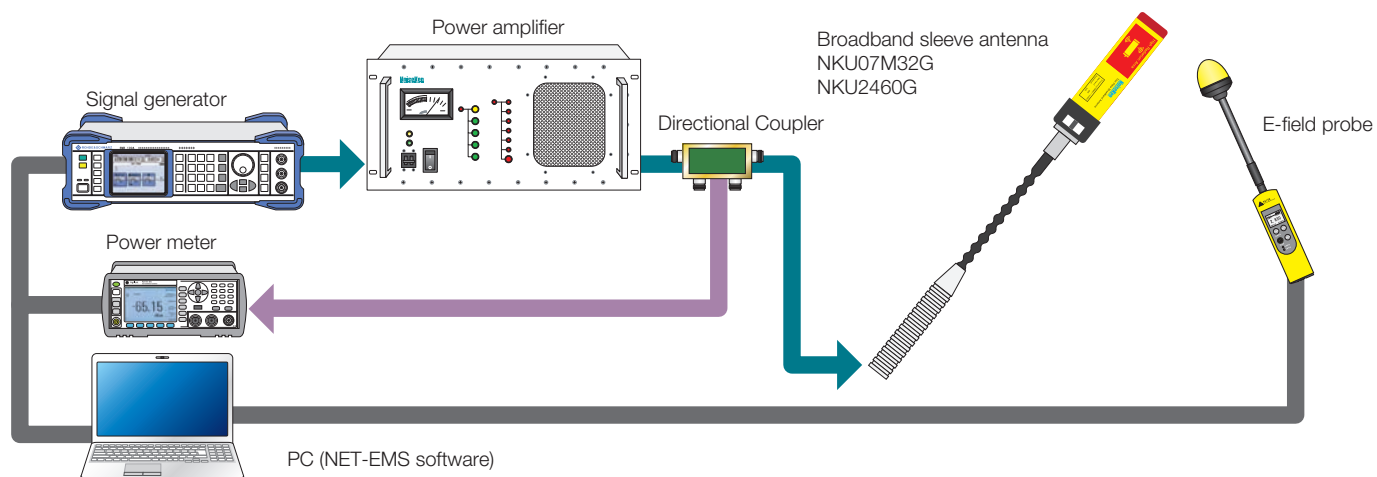 Power amplifier
Broadband sleeve antenna
NKU07M32G
NKU2460G
Signal generator
Directional Coupler
E-field probe
Power meter
-65.15
PC (NET-EMS software)